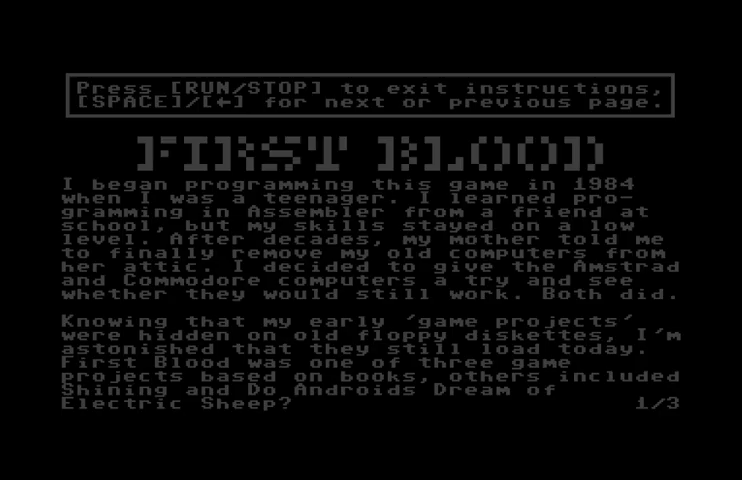 Press [RUN/STOP] to exit instructions,
[SPACE]/[←] for next or previous page.
FIRST BLOOD
I began programming this game in 1984
when I was a teenager. I learned pro-
gramming in Assembler from a friend at
school, but my skills stayed on a low
level. After decades, my mother told me
to finally remove my old computers from
her attic. I decided to give the Amstrad
and Commodore computers a try and see
whether they would still work. Both did.
Knowing that my early 'game projects'
were hidden on old floppy diskettes, I'm
astonished that they still load today.
First Blood was one of three game
projects based on books, others included
Shining and Do Androids Dream of
Electric Sheep? 1/3